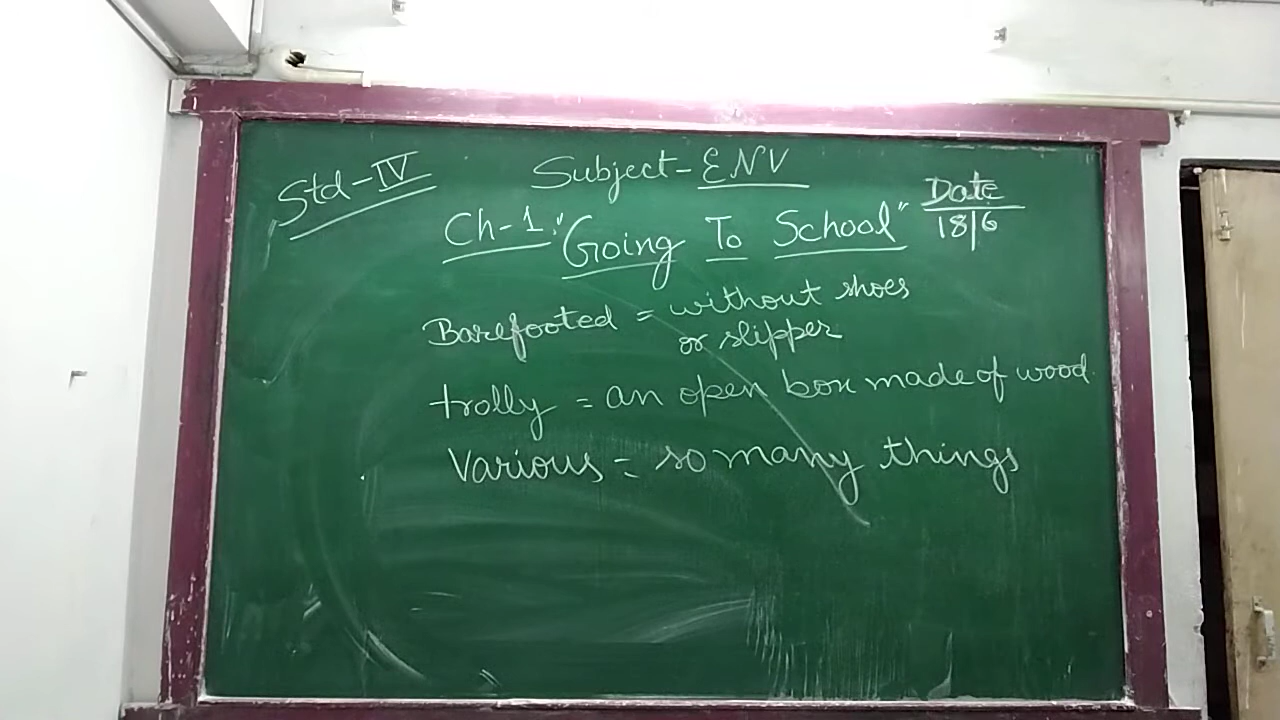 Std-IV
Subject-ENV
Date
18/6
Ch-1. "Going To School"
Barefooted = without shoes
or slipper
trolly = an open box made of wood.
Various = so many things